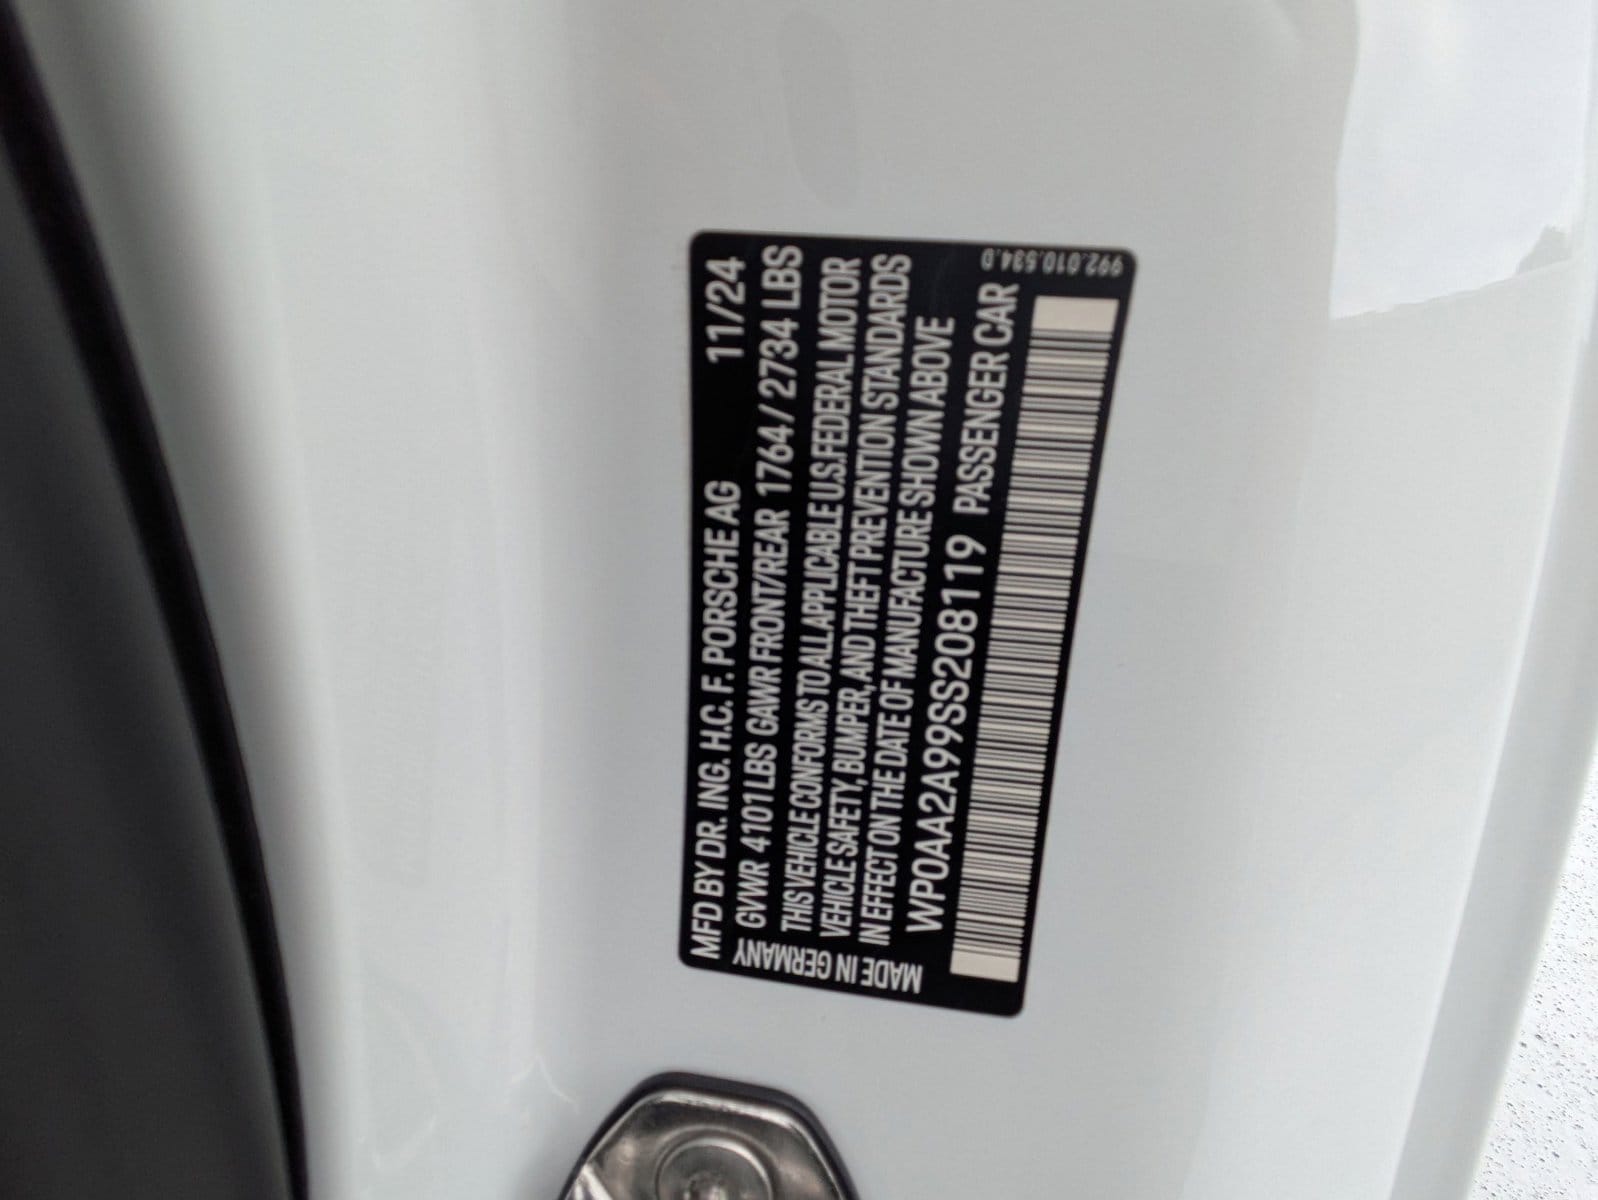 MFD BY DR. ING. H.C. F. PORSCHE AG 11/24
GVWR 4101 LBS GAWR FRONT/REAR 1764 / 2734 LBS
THIS VEHICLE CONFORMS TO ALL APPLICABLE U.S. FEDERAL MOTOR
VEHICLE SAFETY, BUMPER, AND THEFT PREVENTION STANDARDS
IN EFFECT ON THE DATE OF MANUFACTURE SHOWN ABOVE
WP0AA2A99SS208119 PASSENGER CAR
MADE IN GERMANY
992.010.534.D